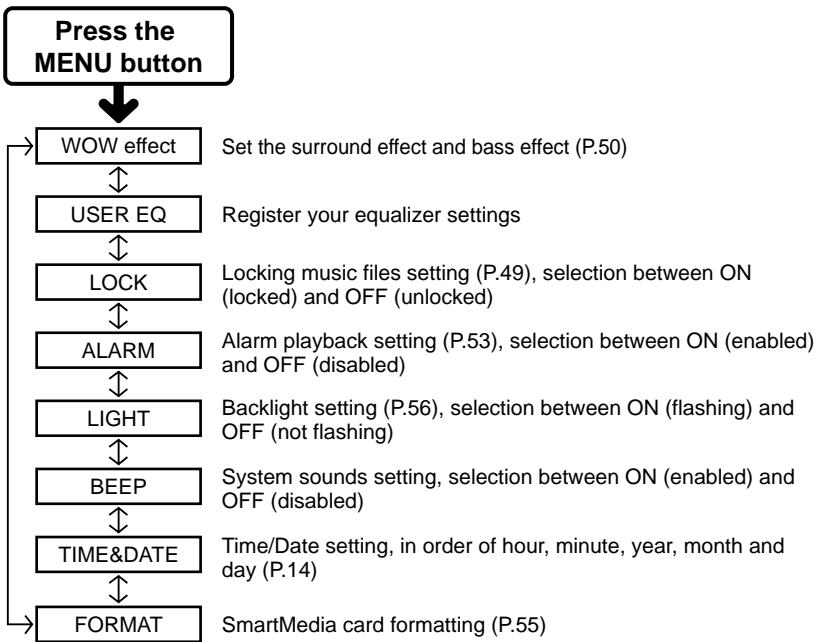 Press the
MENU button
WOW effect
Set the surround effect and bass effect (P.50)
USER EQ
Register your equalizer settings
LOCK
Locking music files setting (P.49), selection between ON
(locked) and OFF (unlocked)
ALARM
Alarm playback setting (P.53), selection between ON (enabled)
and OFF (disabled)
LIGHT
Backlight setting (P.56), selection between ON (flashing) and
OFF (not flashing)
BEEP
System sounds setting, selection between ON (enabled) and
OFF (disabled)
TIME&DATE
Time/Date setting, in order of hour, minute, year, month and
day (P.14)
FORMAT
SmartMedia card formatting (P.55)